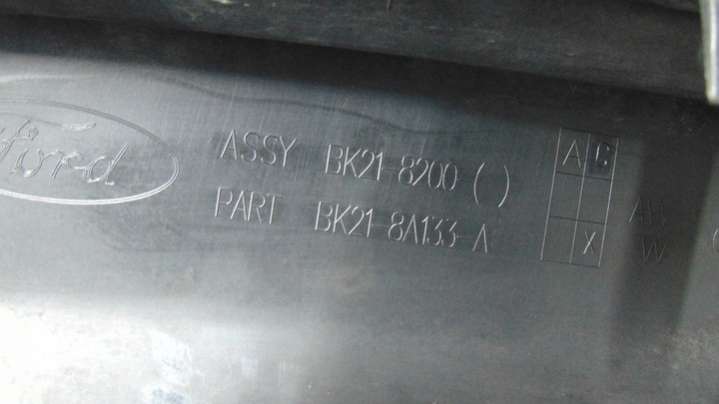 Ford
ASSY BK21-8200-( )
PART BK21-8A133-A
A C
X
W